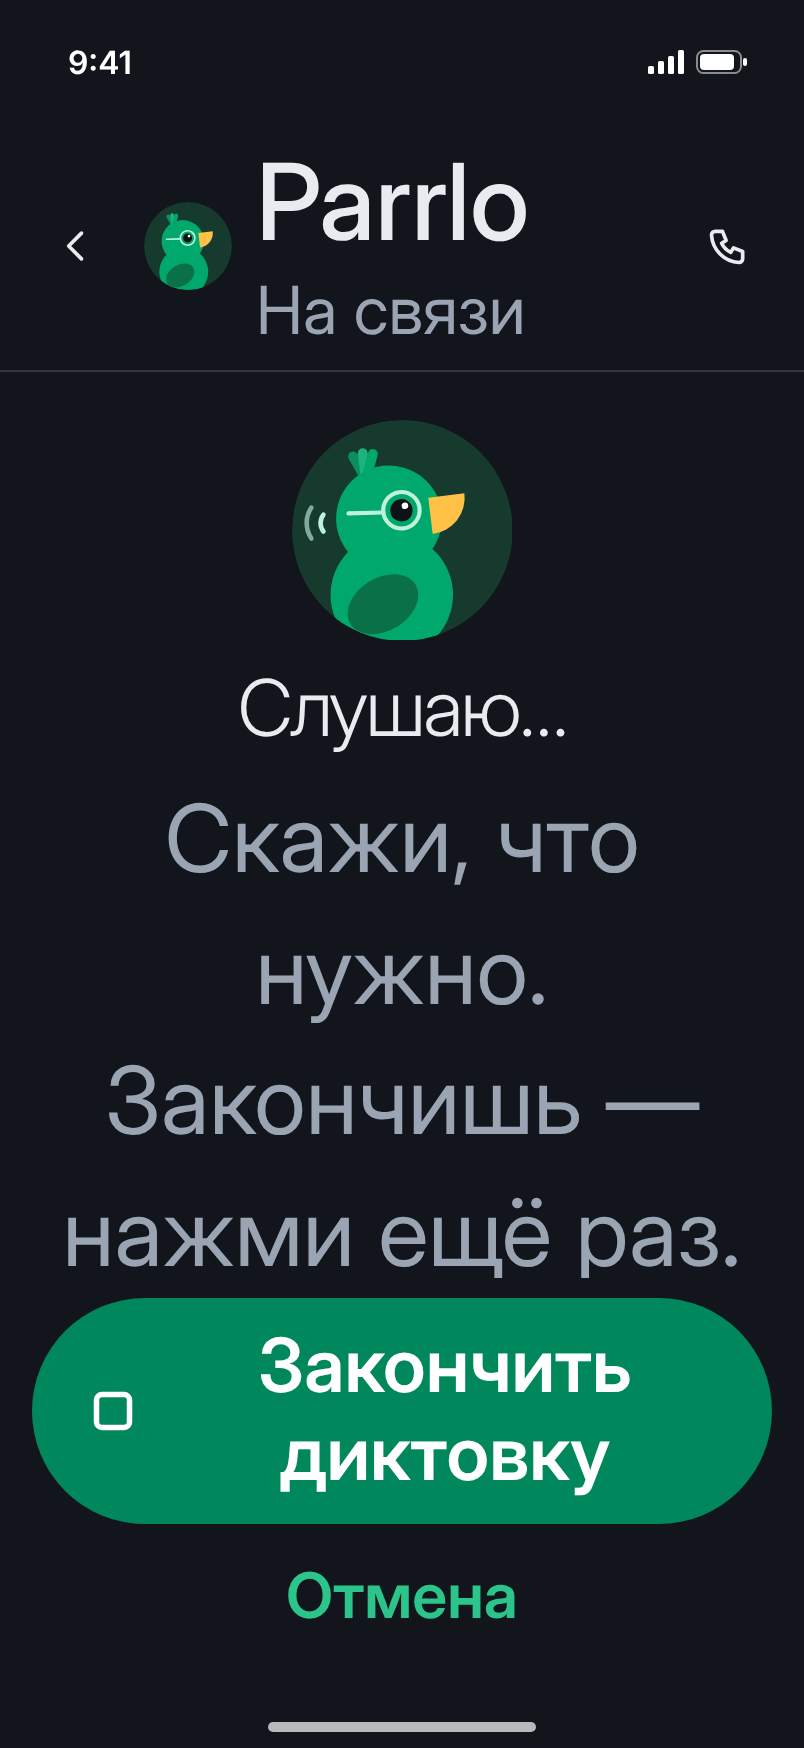 9:41
Parrlo
На связи
Слушаю...
Скажи, что
нужно.
Закончишь —
нажми ещё раз.
Закончить
диктовку
Отмена